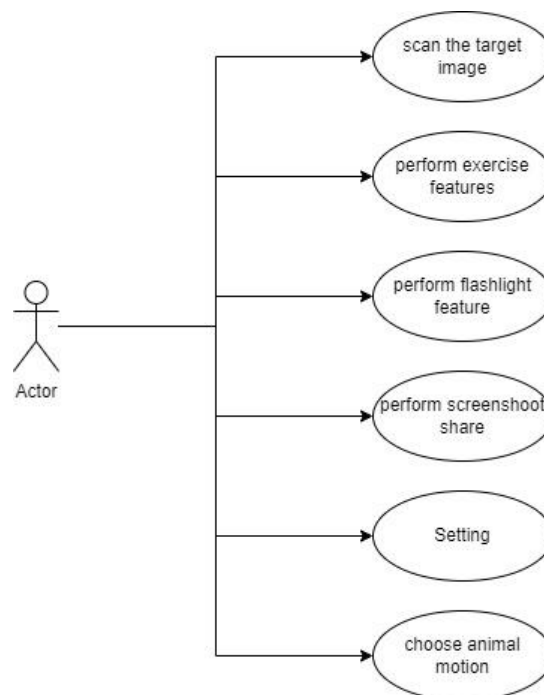 scan the target
image
perform exercise
features
perform flashlight
feature
Actor
perform screenshoot
share
Setting
choose animal
motion